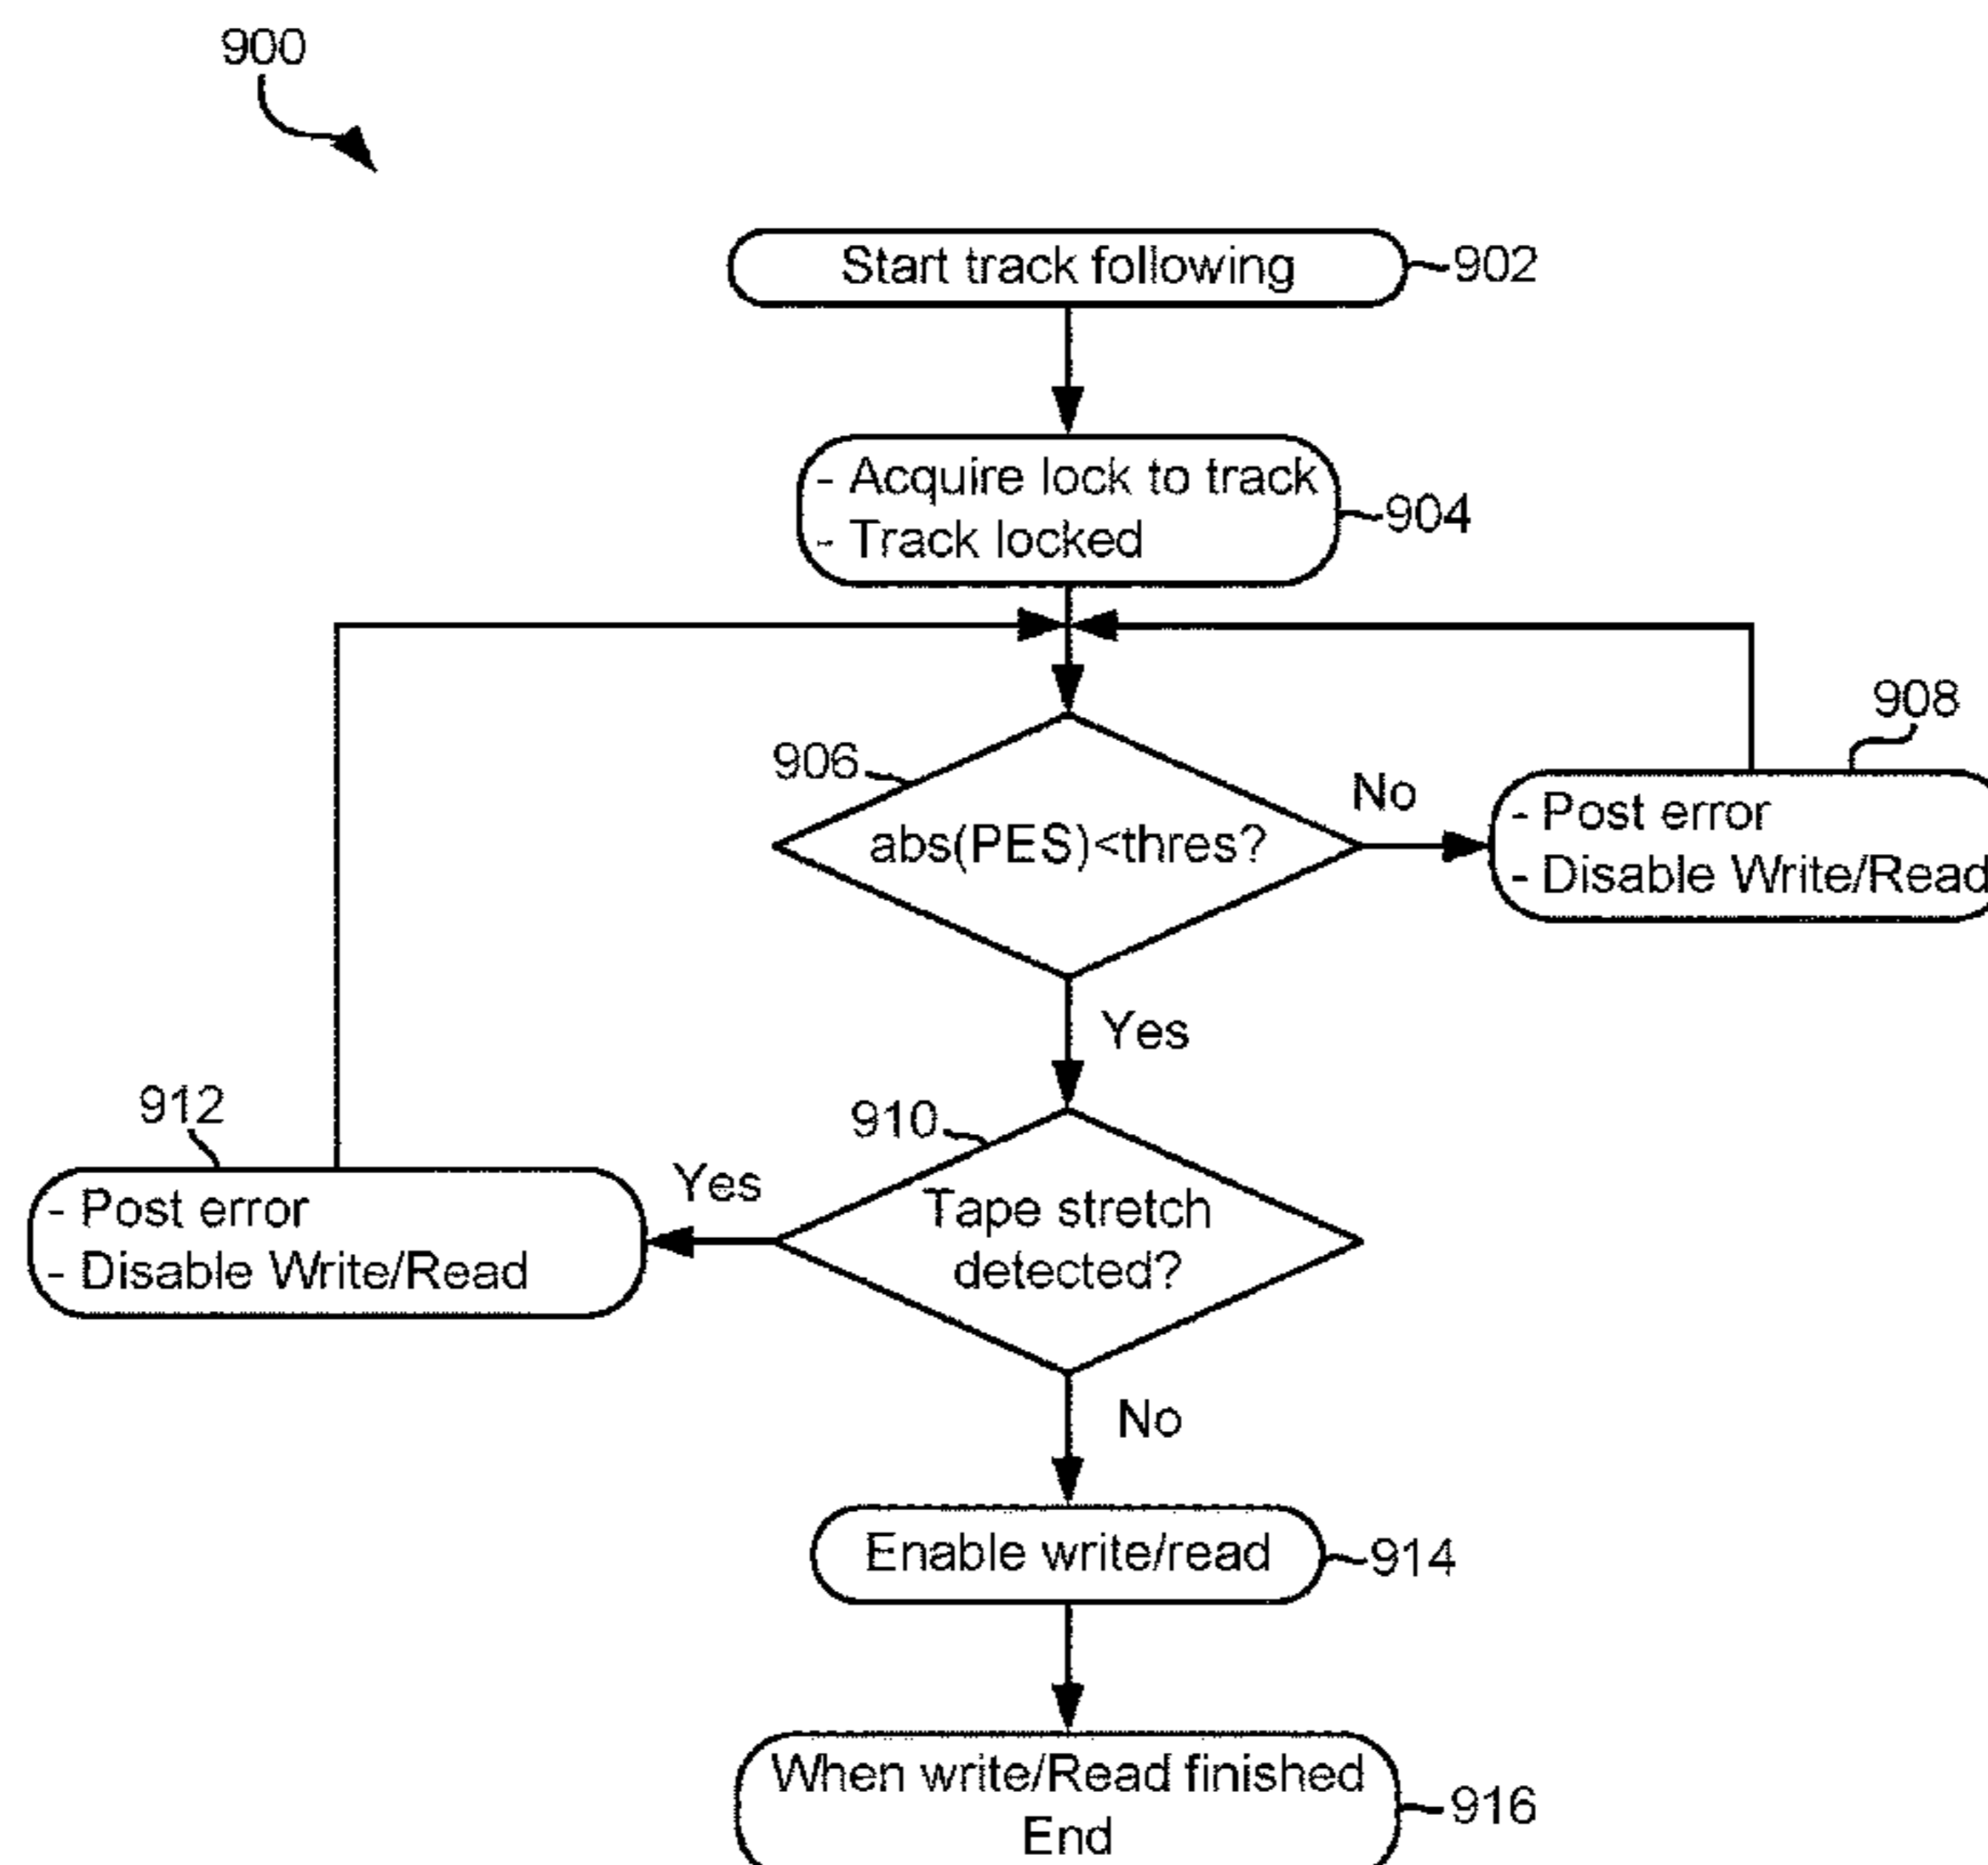 900
Start track following
902
- Acquire lock to track
- Track locked
904
906
abs(PES)<thres?
No
908
- Post error
- Disable Write/Read
Yes
912
- Post error
- Disable Write/Read
Yes
910
Tape stretch
detected?
No
Enable write/read
914
When write/Read finished
End
916